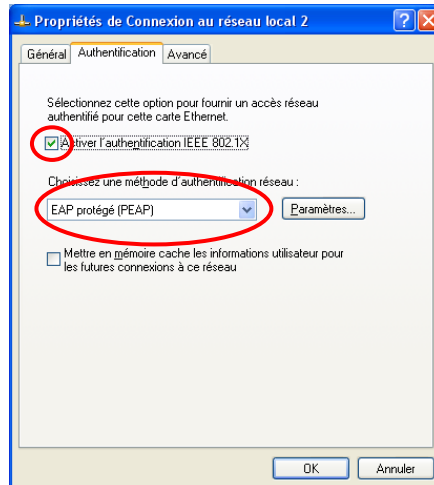 Propriétés de Connexion au réseau local 2
Général Authentification Avancé
Sélectionnez cette option pour fournir un accès réseau
authentifié pour cette carte Ethernet.
Activer l'authentification IEEE 802.1X
Choisissez une méthode d'authentification réseau :
EAP protégé (PEAP) Paramètres...
Mettre en mémoire cache les informations utilisateur pour
les futures connexions à ce réseau
OK Annuler